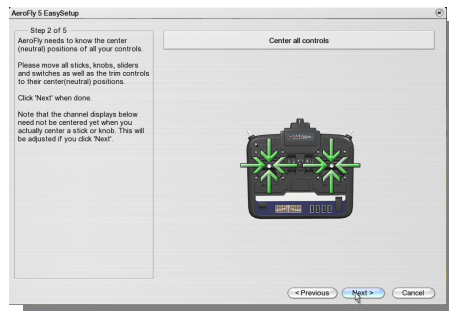 AeroFly 5 EasySetup
Step 2 of 5
AeroFly needs to know the center
(neutral) positions of all your controls.
Please move all sticks, knobs, sliders
and switches as well as the trim controls
to their center(neutral) positions.
Click 'Next' when done.
Note that the channel displays below
need not be centered yet when you
actually center a stick or knob. This will
be adjusted if you click 'Next'.
Center all controls
< Previous
Next >
Cancel